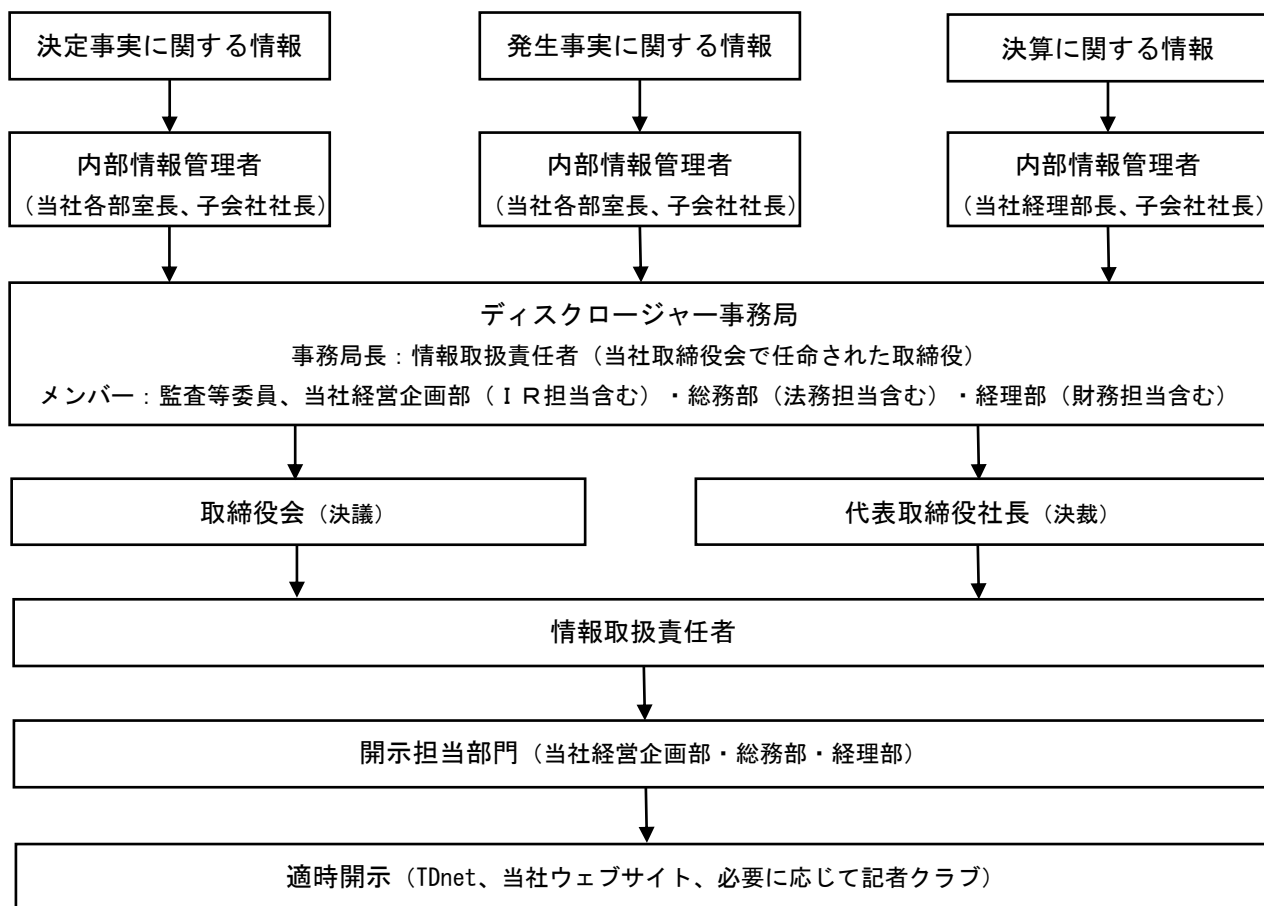 決定事実に関する情報
発生事実に関する情報
決算に関する情報
内部情報管理者
(当社各部室長、子会社社長)
内部情報管理者
(当社各部室長、子会社社長)
内部情報管理者
(当社経理部長、子会社社長)
ディスクロージャー事務局
事務局長：情報取扱責任者(当社取締役会で任命された取締役)
メンバー：監査等委員、当社経営企画部(ＩＲ担当含む)・総務部(法務担当含む)・経理部(財務担当含む)
取締役会(決議)
代表取締役社長(決裁)
情報取扱責任者
開示担当部門(当社経営企画部・総務部・経理部)
適時開示(TDnet、当社ウェブサイト、必要に応じて記者クラブ)